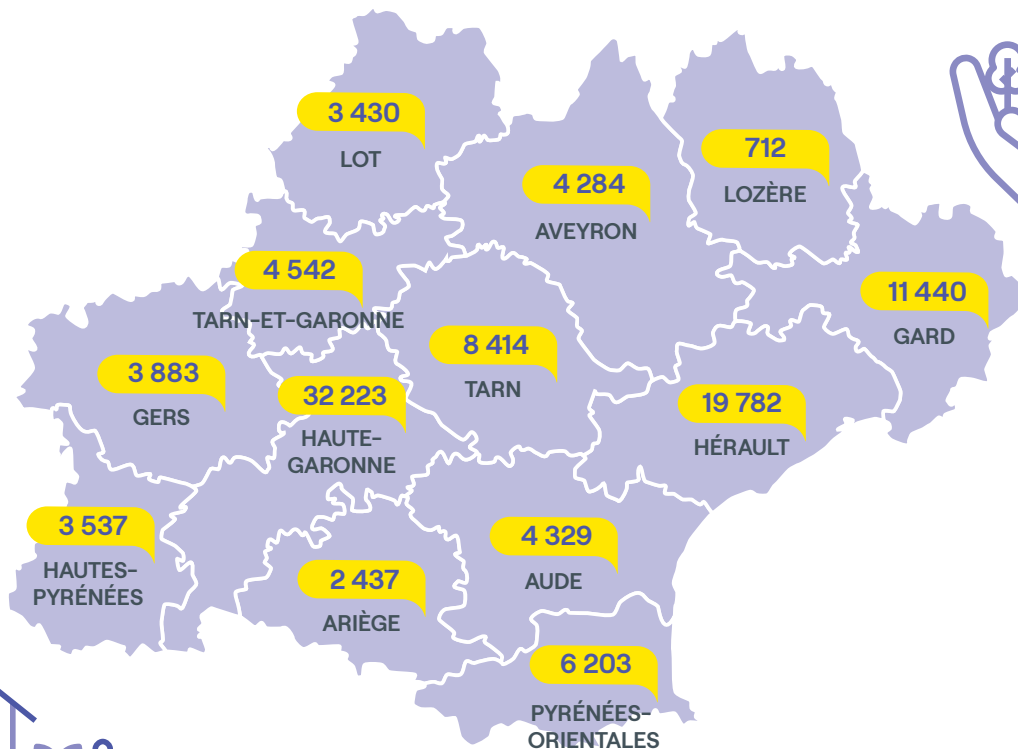 3 430
LOT
712
LOZÈRE
4 284
AVEYRON
4 542
TARN-ET-GARONNE
11 440
GARD
8 414
TARN
3 883
GERS
32 223
HAUTE-
GARONNE
19 782
HÉRAULT
3 537
HAUTES-
PYRÉNÉES
4 329
AUDE
2 437
ARIÈGE
6 203
PYRÉNÉES-
ORIENTALES